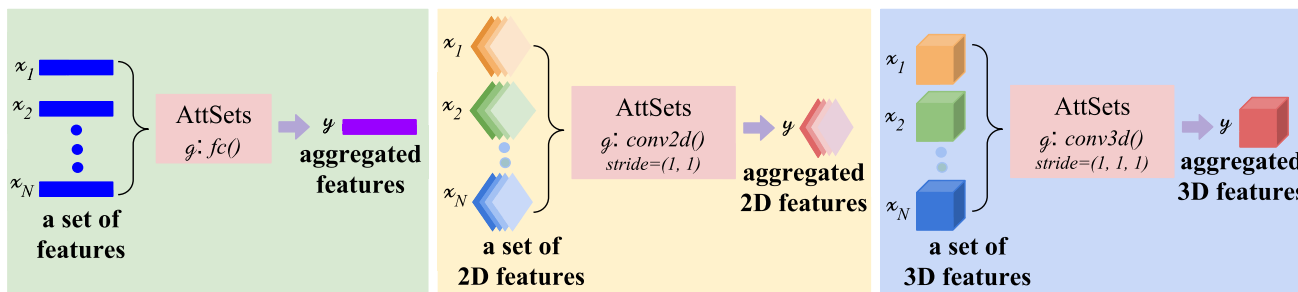 x1
x2
xN
a set of
features
AttSets
g: fc()
y
aggregated
features
x1
x2
xN
a set of
2D features
AttSets
g: conv2d()
stride=(1, 1)
y
aggregated
2D features
x1
x2
xN
a set of
3D features
AttSets
g: conv3d()
stride=(1, 1, 1)
y
aggregated
3D features